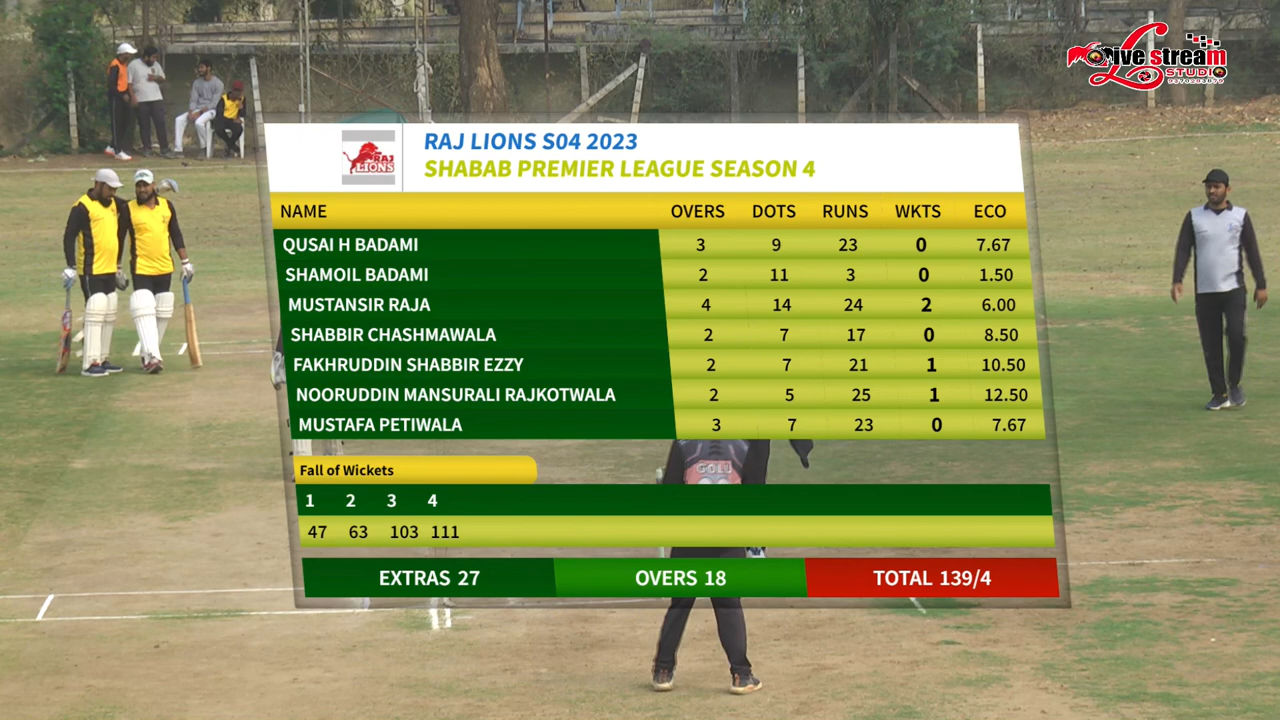 Live stream
STUDIO
RAJ LIONS
RAJ LIONS S04 2023
SHABAB PREMIER LEAGUE SEASON 4
NAME OVERS DOTS RUNS WKTS ECO
QUSAI H BADAMI 3 9 23 0 7.67
SHAMOIL BADAMI 2 11 3 0 1.50
MUSTANSIR RAJA 4 14 24 2 6.00
SHABBIR CHASHMAWALA 2 7 17 0 8.50
FAKHRUDDIN SHABBIR EZZY 2 7 21 1 10.50
NOORUDDIN MANSURALI RAJKOTWALA 2 5 25 1 12.50
MUSTAFA PETIWALA 3 7 23 0 7.67
GOLU
Fall of Wickets
1 2 3 4
47 63 103 111
EXTRAS 27 OVERS 18 TOTAL 139/4